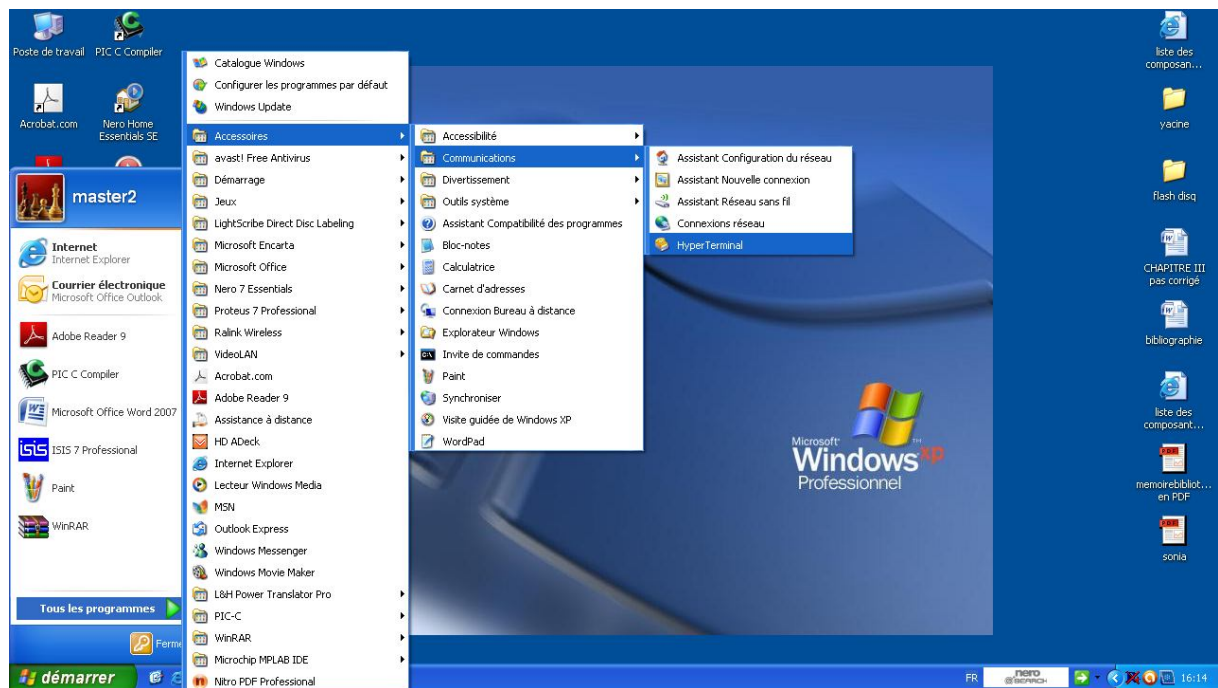 Poste de travail
PIC C Compiler
Acrobat.com
Nero Home
Essentials SE
master2
Internet
Internet Explorer
Courrier électronique
Microsoft Office Outlook
Adobe Reader 9
PIC C Compiler
Microsoft Office Word 2007
ISIS 7 Professional
Paint
WinRAR
Tous les programmes
Ferme
démarrer
Catalogue Windows
Configurer les programmes par défaut
Windows Update
Accessoires
avast! Free Antivirus
Démarrage
Jeux
LightScribe Direct Disc Labeling
Microsoft Encarta
Microsoft Office
Nero 7 Essentials
Proteus 7 Professional
Ralink Wireless
VideoLAN
Acrobat.com
Adobe Reader 9
Assistance à distance
HD ADeck
Internet Explorer
Lecteur Windows Media
MSN
Outlook Express
Windows Messenger
Windows Movie Maker
L&H Power Translator Pro
PIC-C
WinRAR
Microchip MPLAB IDE
Nitro PDF Professional
Accessibilité
Communications
Divertissement
Outils système
Assistant Compatibilité des programmes
Bloc-notes
Calculatrice
Carnet d'adresses
Connexion Bureau à distance
Explorateur Windows
Invite de commandes
Paint
Synchroniser
Visite guidée de Windows XP
WordPad
Assistant Configuration du réseau
Assistant Nouvelle connexion
Assistant Réseau sans fil
Connexions réseau
HyperTerminal
Microsoft
Windows xp
Professionnel
liste des
composan...
yacine
flash disq
CHAPITRE III
pas corrigé
bibliographie
liste des
composant...
memoirebibliot...
en PDF
sonia
FR
nero
SEARCH
16:14